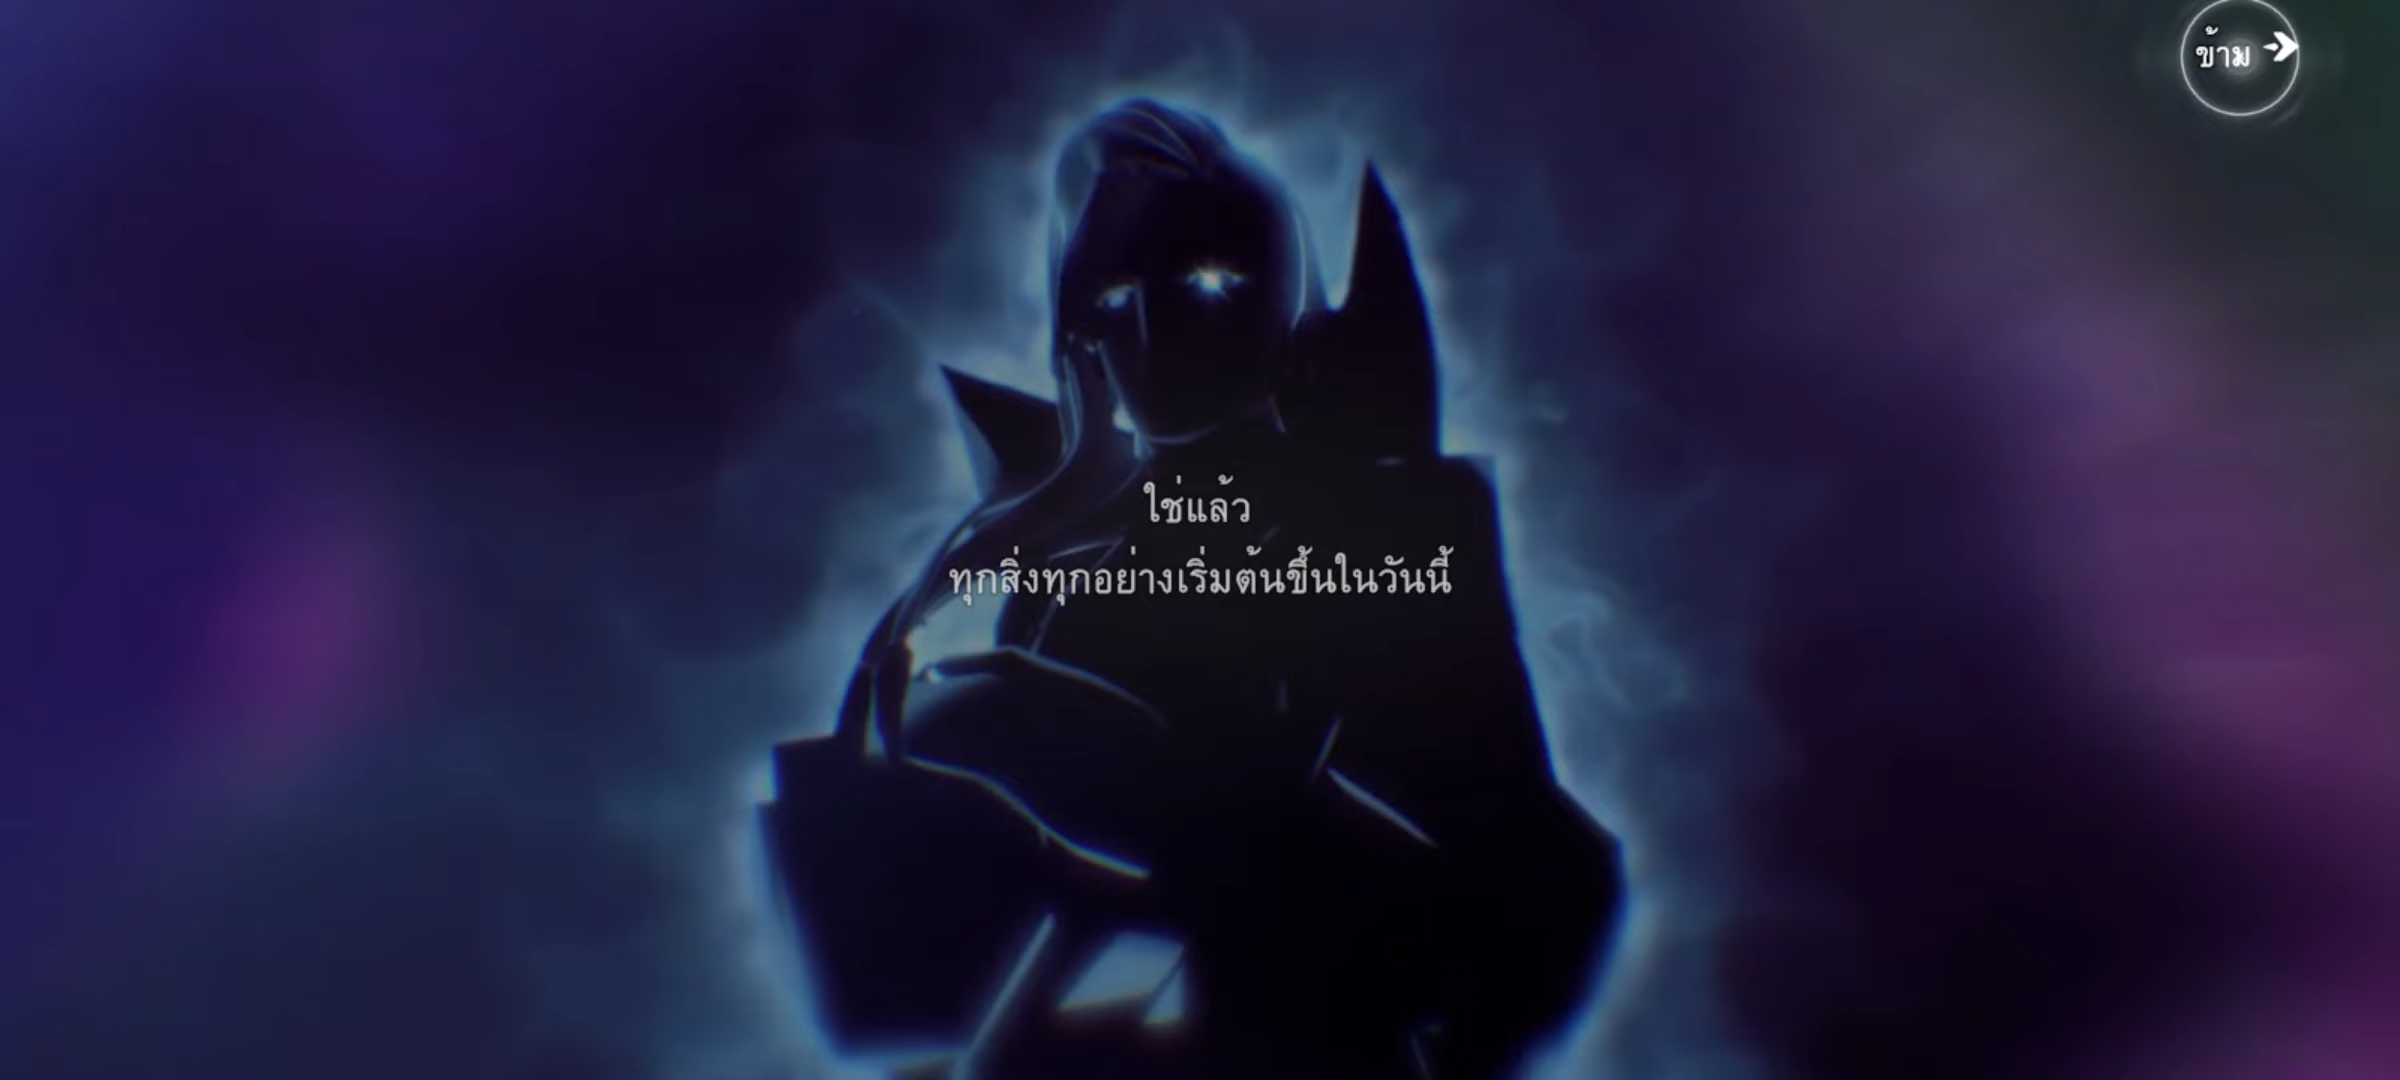 ข้าม
ใช่แล้ว
ทุกสิ่งทุกอย่างเริ่มต้นขึ้นในวันนี้